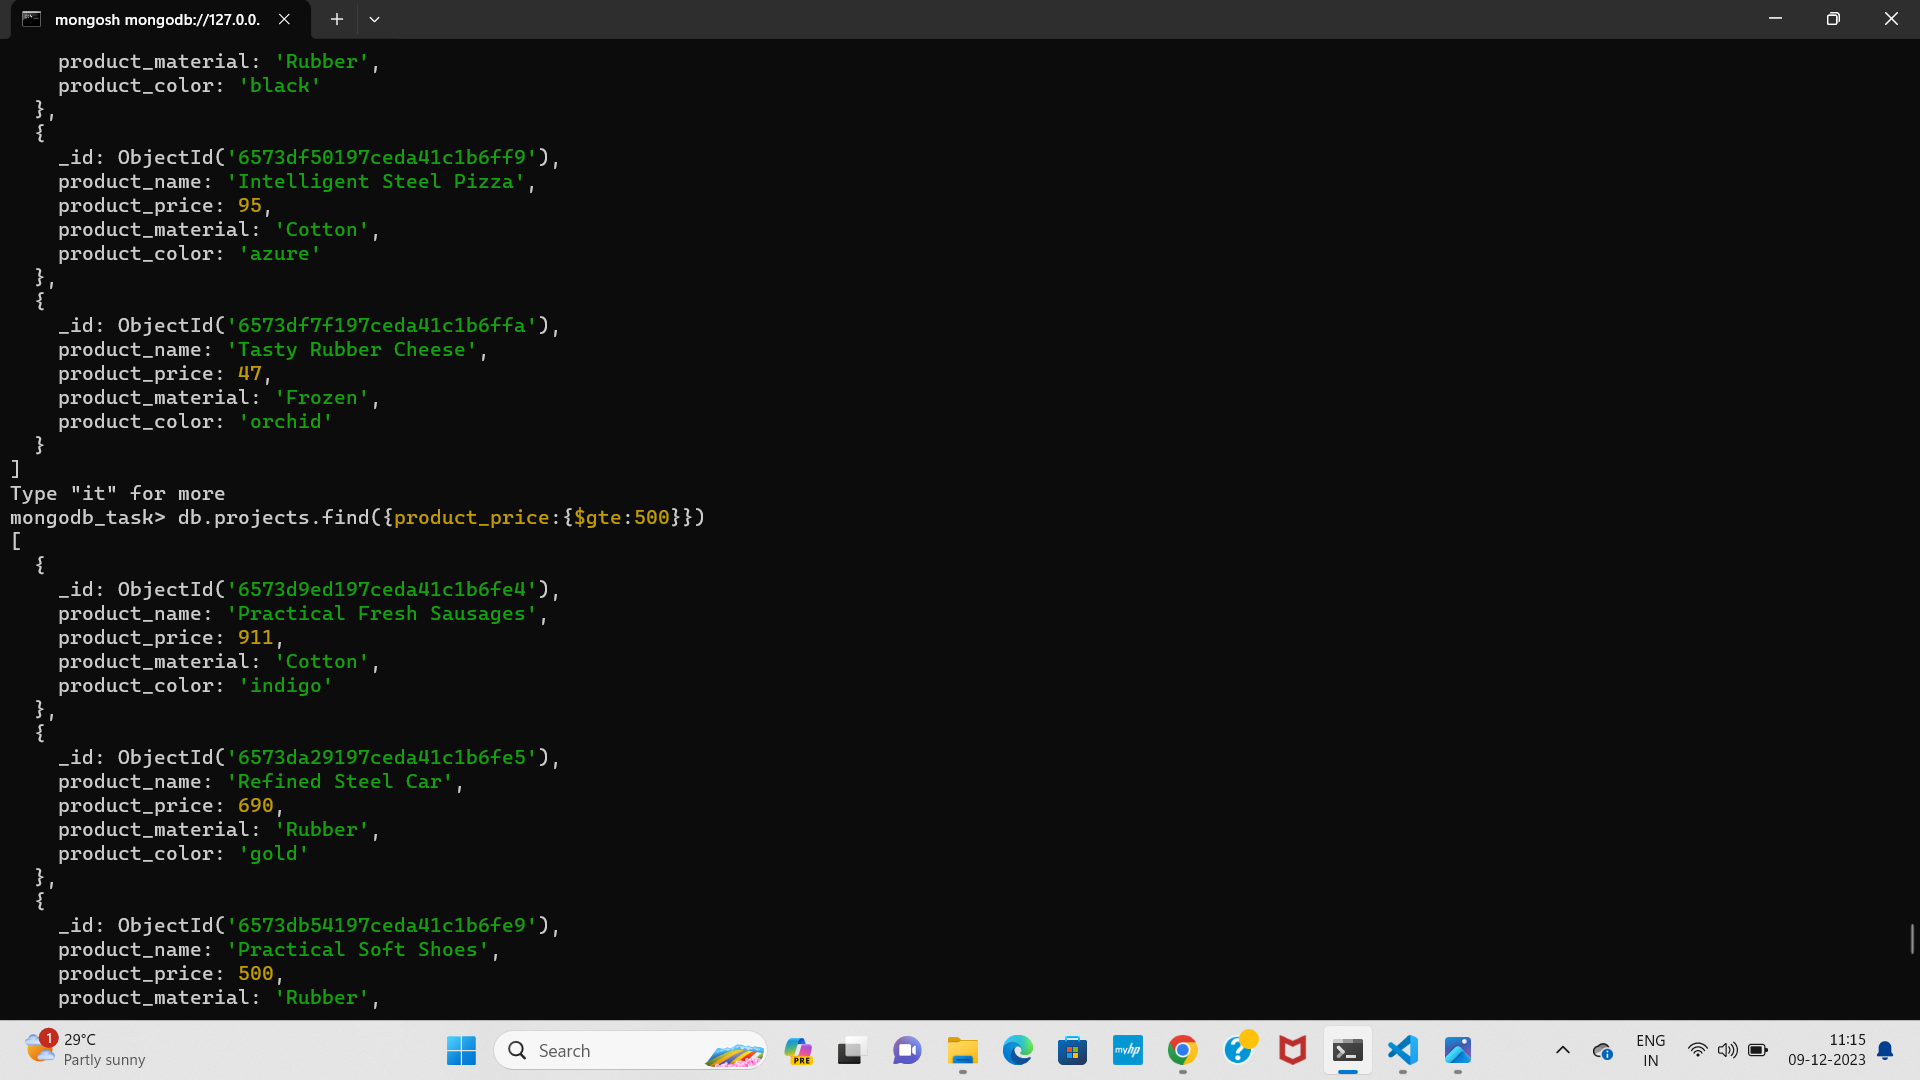 mongosh mongodb://127.0.0.
    product_material: 'Rubber',
    product_color: 'black'
  },
  {
    _id: ObjectId('6573df50197ceda41c1b6ff9'),
    product_name: 'Intelligent Steel Pizza',
    product_price: 95,
    product_material: 'Cotton',
    product_color: 'azure'
  },
  {
    _id: ObjectId('6573df7f197ceda41c1b6ffa'),
    product_name: 'Tasty Rubber Cheese',
    product_price: 47,
    product_material: 'Frozen',
    product_color: 'orchid'
  }
]
Type "it" for more
mongodb_task> db.projects.find({product_price:{$gte:500}})
[
  {
    _id: ObjectId('6573d9ed197ceda41c1b6fe4'),
    product_name: 'Practical Fresh Sausages',
    product_price: 911,
    product_material: 'Cotton',
    product_color: 'indigo'
  },
  {
    _id: ObjectId('6573da29197ceda41c1b6fe5'),
    product_name: 'Refined Steel Car',
    product_price: 690,
    product_material: 'Rubber',
    product_color: 'gold'
  },
  {
    _id: ObjectId('6573db54197ceda41c1b6fe9'),
    product_name: 'Practical Soft Shoes',
    product_price: 500,
    product_material: 'Rubber',
1
29°C
Partly sunny
Search
PRE
myhp
ENG
IN
11:15
09-12-2023